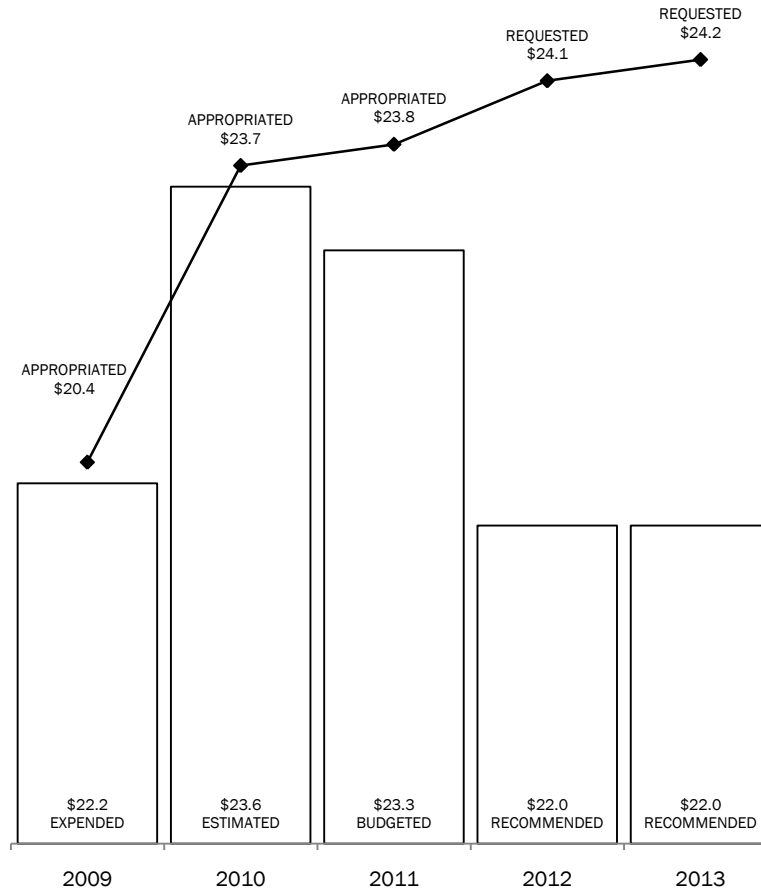 REQUESTED
$24.2
REQUESTED
$24.1
APPROPRIATED
$23.8
APPROPRIATED
$23.7
APPROPRIATED
$20.4
$22.2
EXPENDED
$23.6
ESTIMATED
$23.3
BUDGETED
$22.0
RECOMMENDED
$22.0
RECOMMENDED
2009
2010
2011
2012
2013